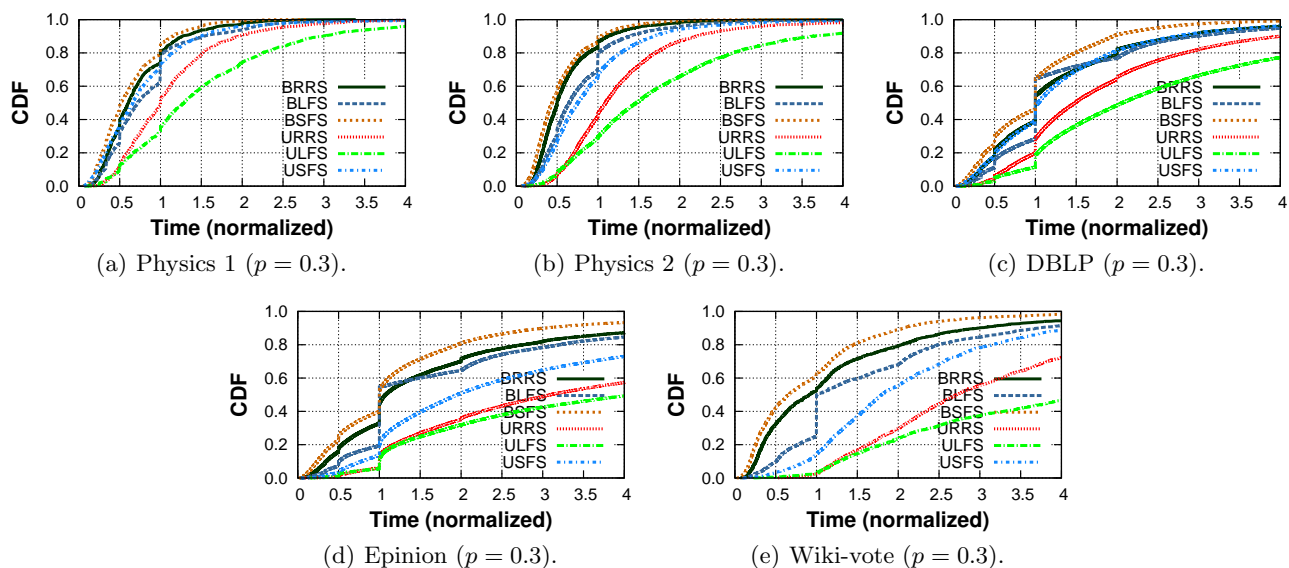 1.0
0.8
0.6
0.4
0.2
0.0
CDF
BRRS
BLFS
BSFS
URRS
ULFS
USFS
0 0.5 1 1.5 2 2.5 3 3.5 4
Time (normalized)
(a) Physics 1 (p = 0.3).
1.0
0.8
0.6
0.4
0.2
0.0
CDF
BRRS
BLFS
BSFS
URRS
ULFS
USFS
0 0.5 1 1.5 2 2.5 3 3.5 4
Time (normalized)
(b) Physics 2 (p = 0.3).
1.0
0.8
0.6
0.4
0.2
0.0
CDF
BRRS
BLFS
BSFS
URRS
ULFS
USFS
0 0.5 1 1.5 2 2.5 3 3.5 4
Time (normalized)
(c) DBLP (p = 0.3).
1.0
0.8
0.6
0.4
0.2
0.0
CDF
BRRS
BLFS
BSFS
URRS
ULFS
USFS
0 0.5 1 1.5 2 2.5 3 3.5 4
Time (normalized)
(d) Epinion (p = 0.3).
1.0
0.8
0.6
0.4
0.2
0.0
CDF
BRRS
BLFS
BSFS
URRS
ULFS
USFS
0 0.5 1 1.5 2 2.5 3 3.5 4
Time (normalized)
(e) Wiki-vote (p = 0.3).